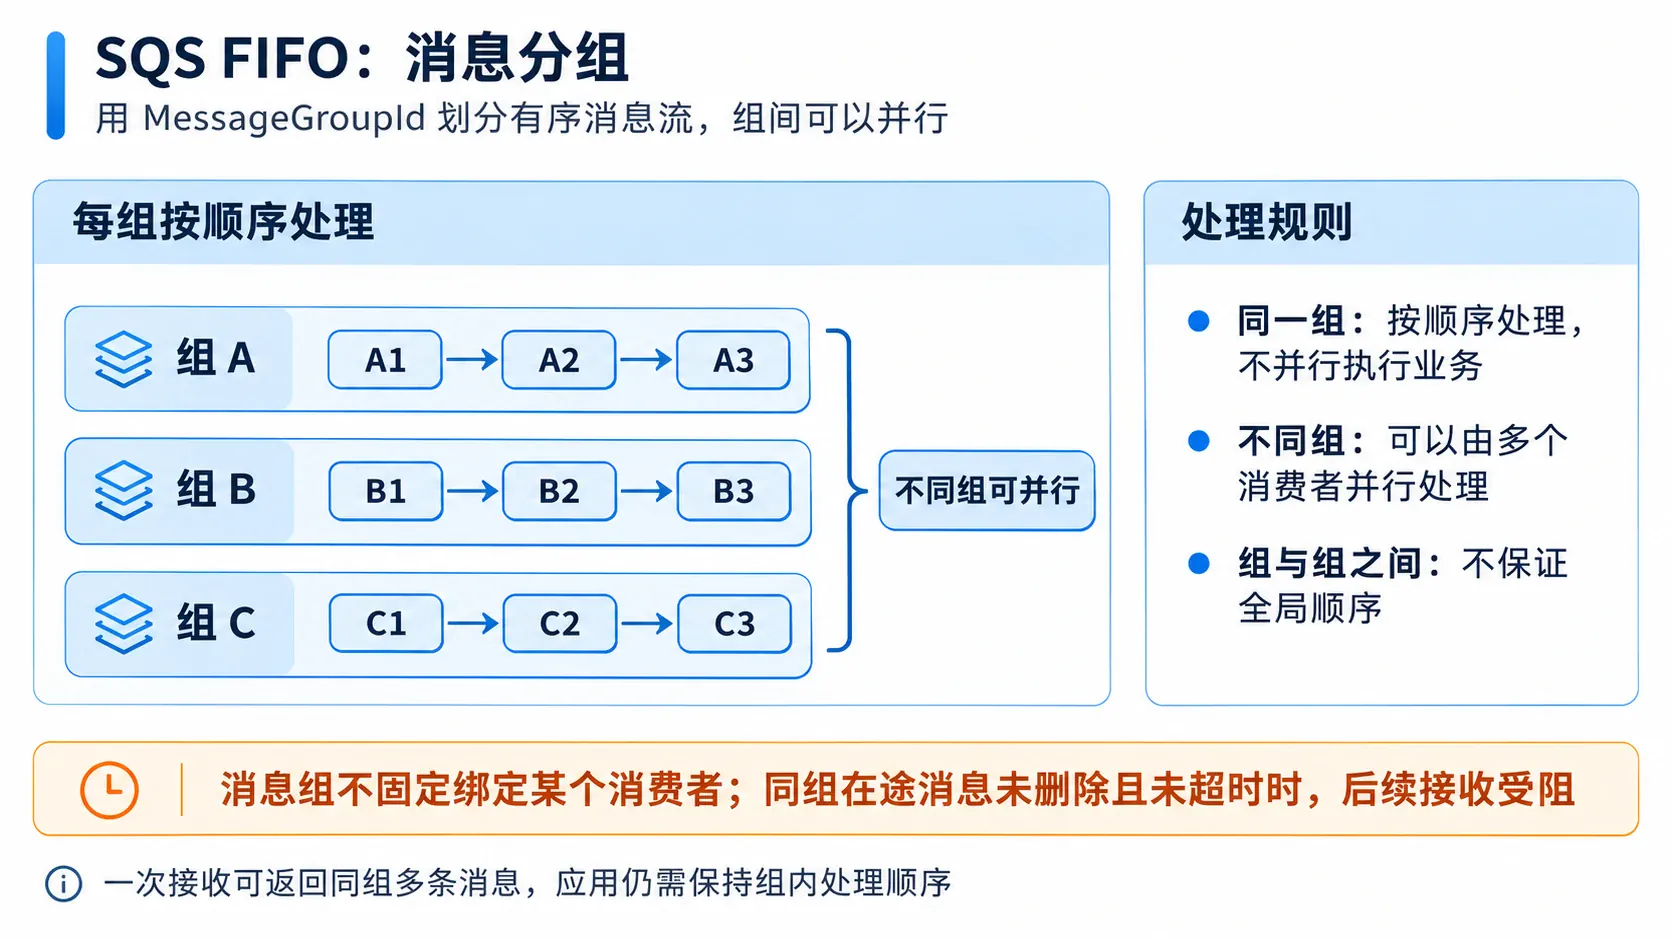 SQS FIFO：消息分组
用 MessageGroupId 划分有序消息流，组间可以并行
每组按顺序处理
组 A
A1
A2
A3
组 B
B1
B2
B3
组 C
C1
C2
C3
不同组可并行
处理规则
同一组：按顺序处理，
不并行执行业务
不同组：可以由多个
消费者并行处理
组与组之间：不保证
全局顺序
消息组不固定绑定某个消费者；同组在途消息未删除且未超时时，后续接收受阻
一次接收可返回同组多条消息，应用仍需保持组内处理顺序